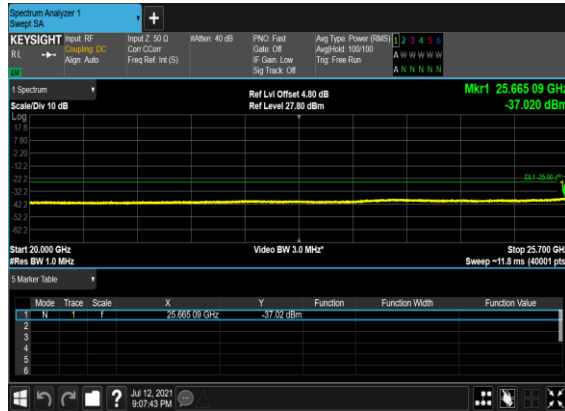 Spectrum Analyzer 1
Swept SA
+
KEYSIGHT Input: RF Input Z: 50 Ω #Atten: 40 dB PNO: Fast Avg Type: Power (RMS) 1 2 3 4 5 6
RL Coupling: DC Corr CCorr Gate: Off Avg|Hold: 100/100 A W W W W W
Align: Auto Freq Ref: Int (S) IF Gain: Low Trig: Free Run
Sig Track: Off A N N N N N
1 Spectrum Ref Lvl Offset 4.80 dB Mkr1 25.665 09 GHz
Scale/Div 10 dB Ref Level 27.80 dBm -37.020 dBm
Log
17.8
7.80
-2.20
-12.2
-22.2
DL1 -25.00
-32.2
-42.2
-52.2
-62.2
Start 20.000 GHz Video BW 3.0 MHz* Stop 25.700 GH
#Res BW 1.0 MHz Sweep ~11.8 ms (40001 pts
5 Marker Table
Mode Trace Scale X Y Function Function Width Function Value
1 N 1 f 25.665 09 GHz -37.02 dBm
2
3
4
5
6
? Jul 12, 2021
9:07:43 PM